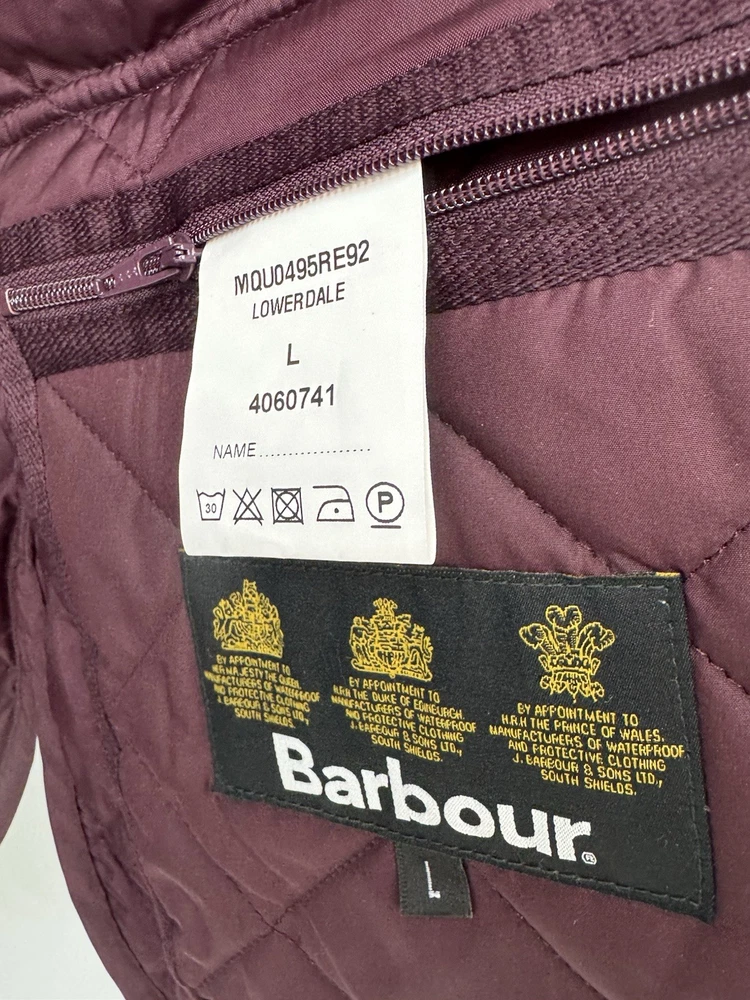 MQU0495RE92
LOWERDALE
L
4060741
NAME..................
30
P
BY APPOINTMENT TO
HER MAJESTY THE QUEEN,
MANUFACTURERS OF WATERPROOF
AND PROTECTIVE CLOTHING
J. BARBOUR & SONS LTD.,
SOUTH SHIELDS.
BY APPOINTMENT TO
H.R.H. THE DUKE OF EDINBURGH,
MANUFACTURERS OF WATERPROOF
AND PROTECTIVE CLOTHING
J. BARBOUR & SONS LTD.,
SOUTH SHIELDS.
BY APPOINTMENT TO
H.R.H. THE PRINCE OF WALES.
MANUFACTURERS OF WATERPROOF
AND PROTECTIVE CLOTHING
J. BARBOUR & SONS LTD.,
SOUTH SHIELDS.
Barbour®
L